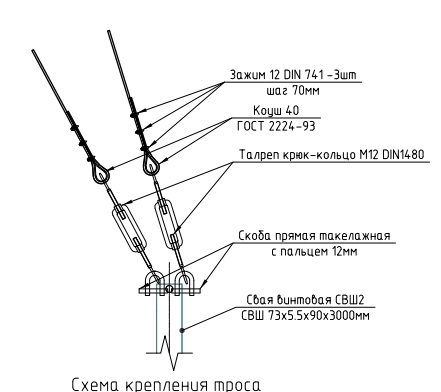 Зажим 12 DIN 741 -3шт
шаг 70мм
Коуш 40
ГОСТ 2224-93
Талреп крюк-кольцо М12 DIN1480
Скоба прямая такелажная
с пальцем 12мм
Свая винтовая СВШ2
СВШ 73х5.5х90х3000мм
Схема крепления троса